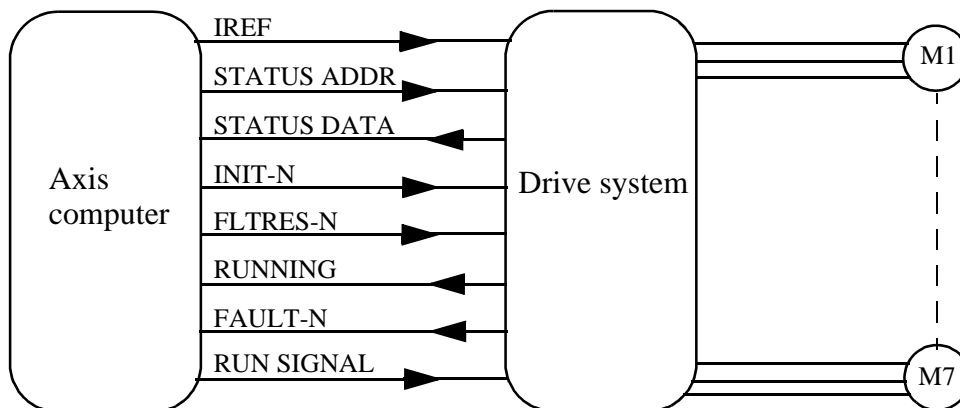 IREF
M1
STATUS ADDR
STATUS DATA
Axis
computer
INIT-N
Drive system
FLTRES-N
RUNNING
FAULT-N
RUN SIGNAL
M7